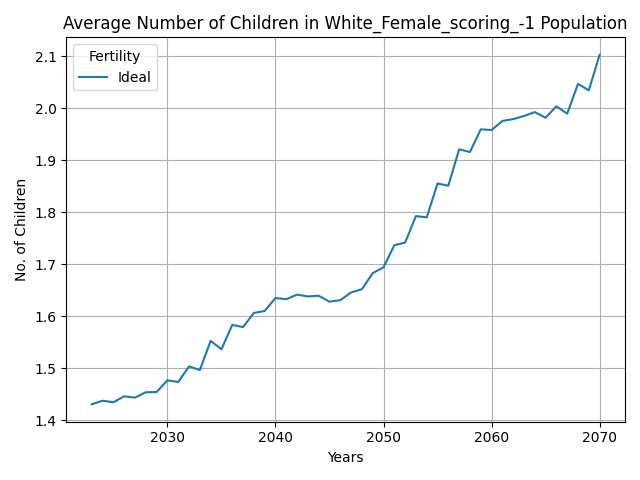 Average Number of Children in White_Female_scoring_-1 Population
Fertility
Ideal
No. of Children
2.1
2.0
1.9
1.8
1.7
1.6
1.5
1.4
2030 2040 2050 2060 2070
Years